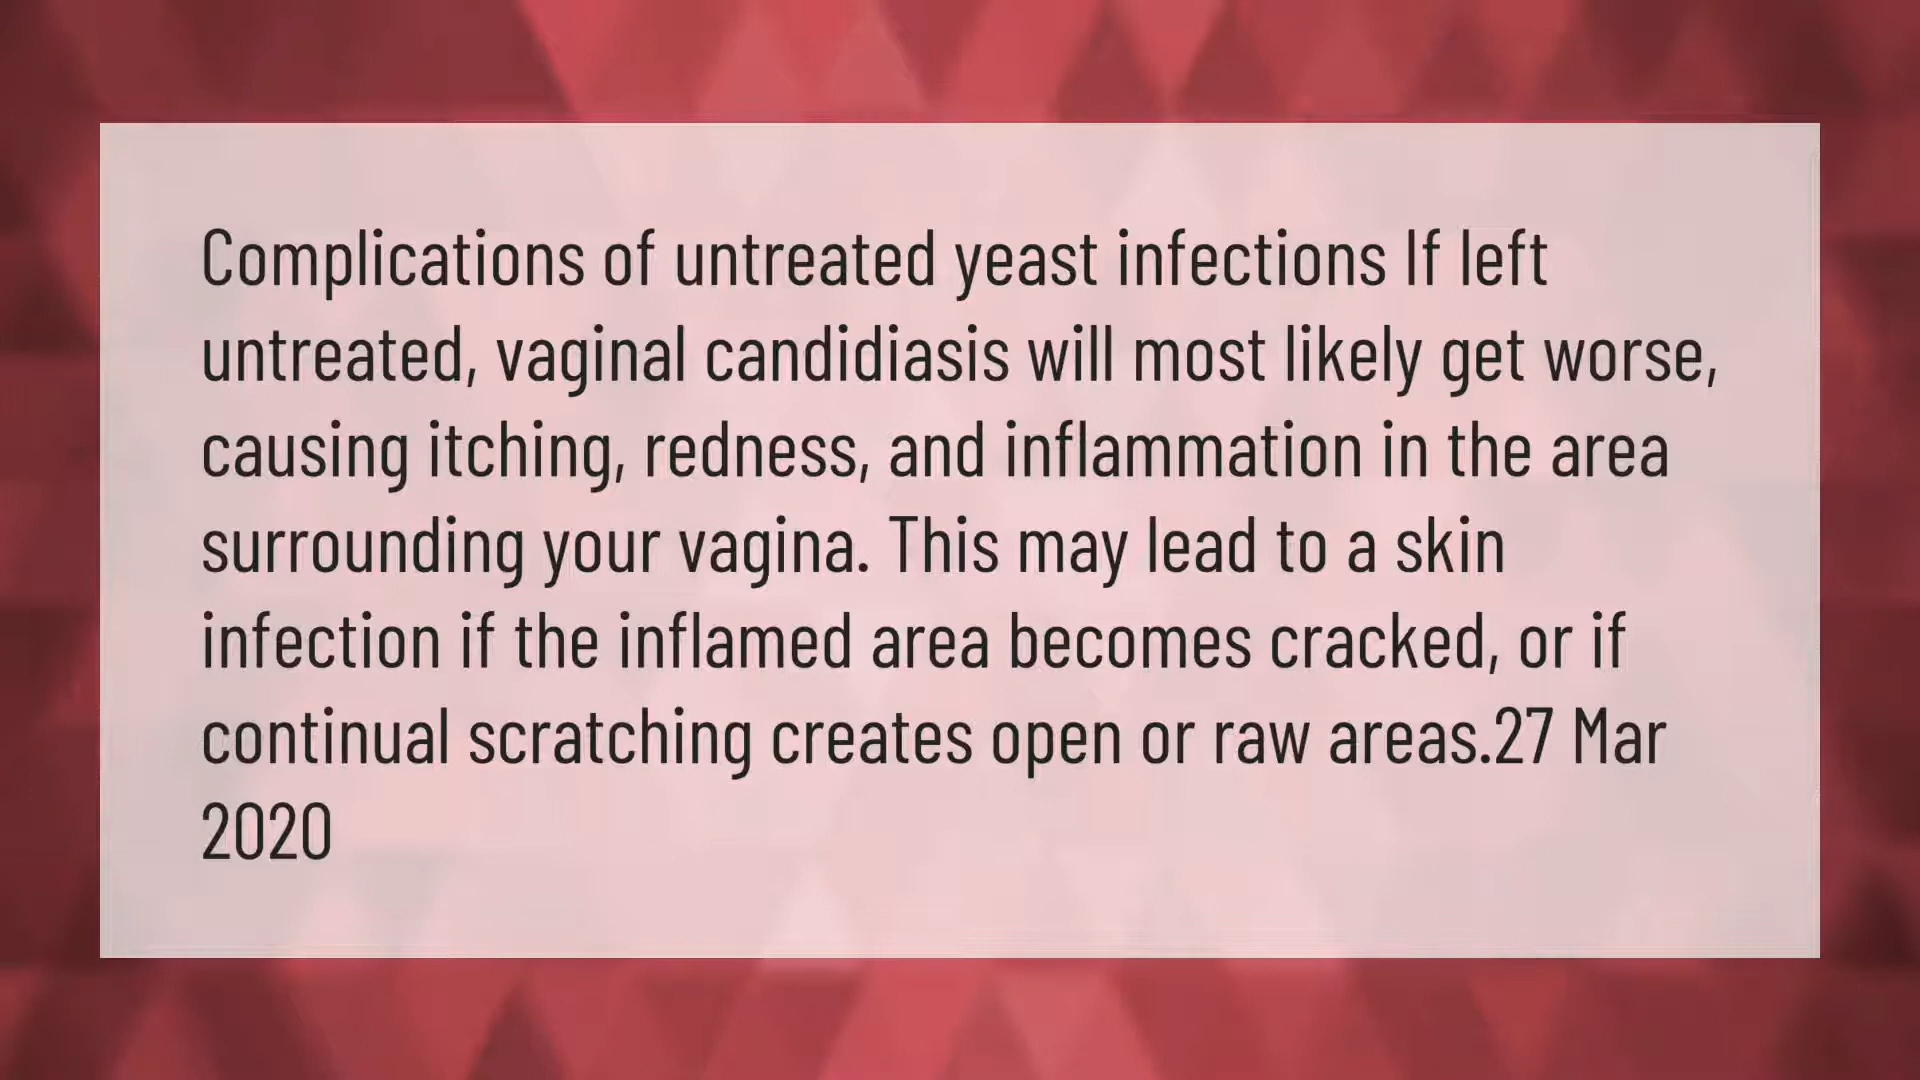 Complications of untreated yeast infections If left
untreated, vaginal candidiasis will most likely get worse,
causing itching, redness, and inflammation in the area
surrounding your vagina. This may lead to a skin
infection if the inflamed area becomes cracked, or if
continual scratching creates open or raw areas.27 Mar
2020